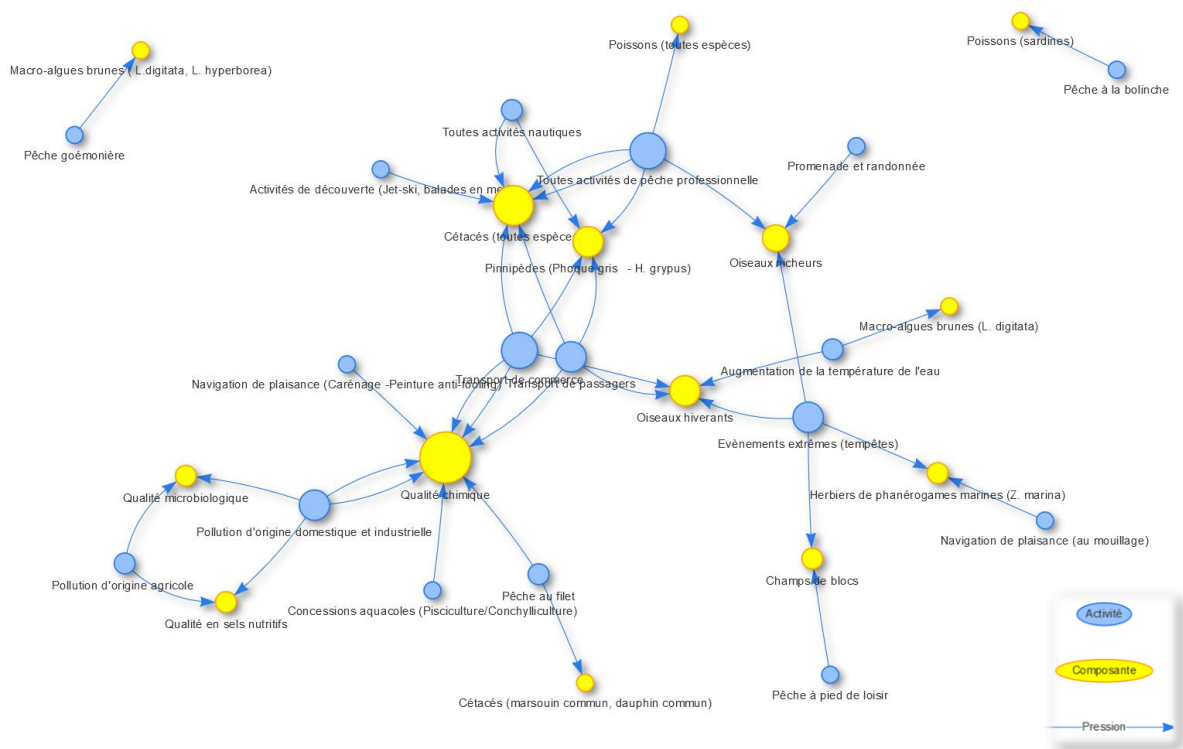 Poissons (toutes espèces)
Poissons (sardines)
Macro-algues brunes ( L.digitata, L. hyperborea)
Pêche à la bolinche
Toutes activités nautiques
Pêche goémonière
Promenade et randonnée
Toutes activités de pêche professionnelle
Activités de découverte (Jet-ski, balades en me
Cétacés (toutes espèce
Oiseaux nicheurs
Pinnipèdes (Phoque gris - H. grypus)
Macro-algues brunes (L. digitata)
Augmentation de la température de l'eau
Transport de commerce
Navigation de plaisance (Carénage -Peinture anti-fooling)
Transport de passagers
Oiseaux hiverants
Evènements extrêmes (tempêtes)
Qualité chimique
Qualité microbiologique
Herbiers de phanérogames marines (Z. marina)
Pollution d'origine domestique et industrielle
Navigation de plaisance (au mouillage)
Champs de blocs
Pollution d'origine agricole
Pêche au filet
Concessions aquacoles (Pisciculture/Conchylliculture)
Qualité en sels nutritifs
Activité
Composante
Pêche à pied de loisir
Cétacés (marsouin commun, dauphin commun)
Pression